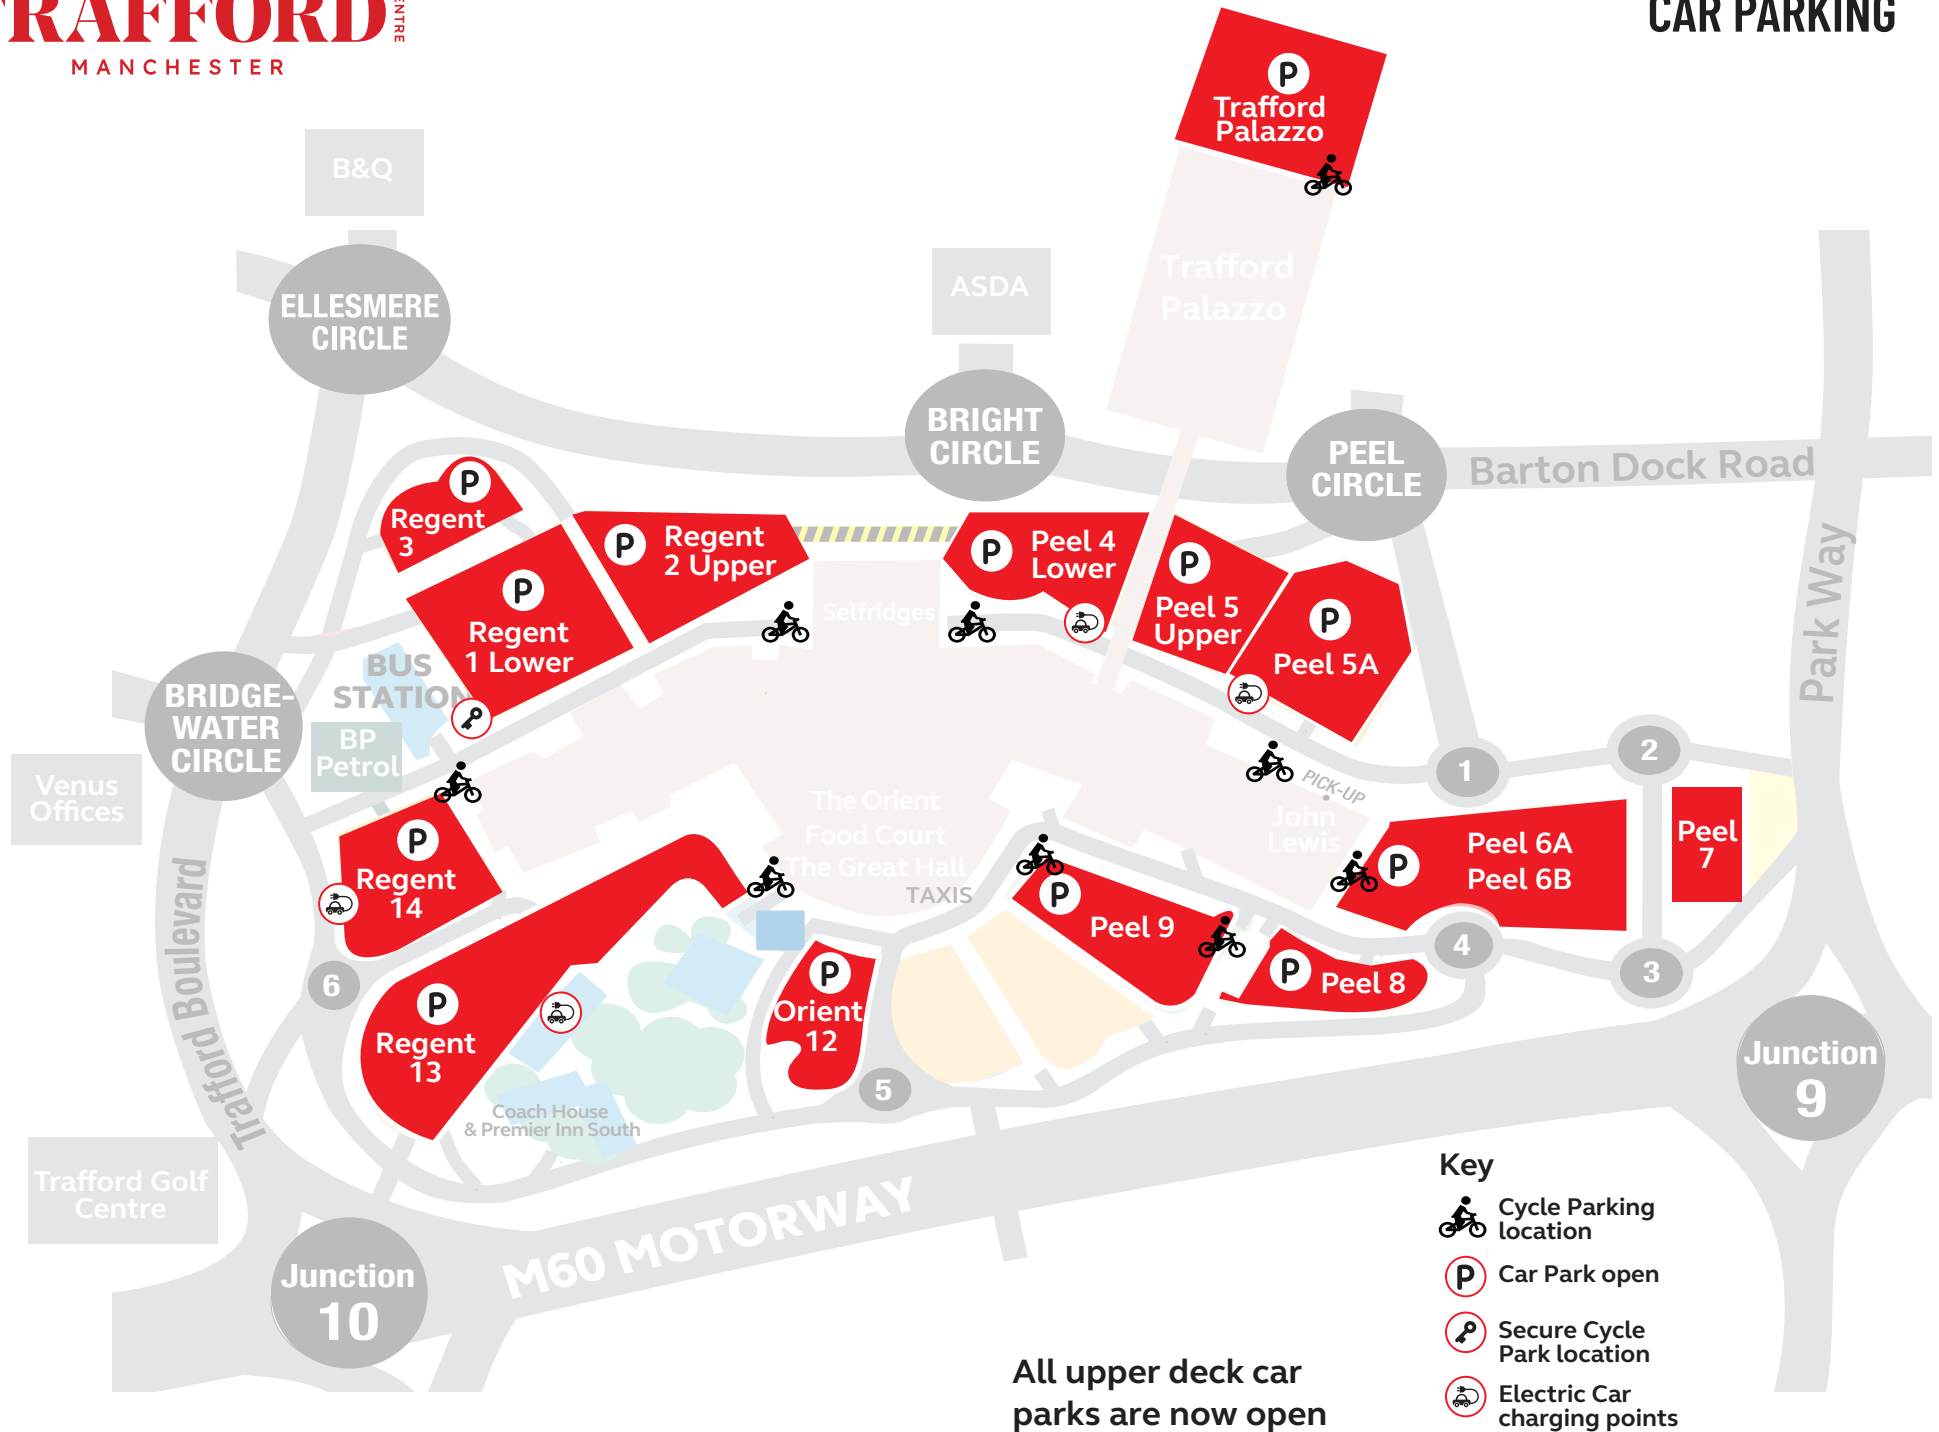 TRAFFORD
CENTRE
MANCHESTER
CAR PARKING
P
Trafford
Palazzo
B&Q
Trafford
Palazzo
ELLESMERE
CIRCLE
ASDA
BRIGHT
CIRCLE
PEEL
CIRCLE
Barton Dock Road
Park Way
P
Regent
3
P
Regent
2 Upper
P
Peel 4
Lower
P
Peel 5
Upper
P
Peel 5A
P
Regent
1 Lower
Selfridges
BUS
STATION
BRIDGE-
WATER
CIRCLE
BP
Petrol
Venus
Offices
PICK-UP
1
2
The Orient
Food Court
The Great Hall
TAXIS
John
Lewis
P
Peel 6A
Peel 6B
Peel
7
P
Regent
14
P
Peel 9
4
3
P
Peel 8
Trafford Boulevard
6
P
Regent
13
P
Orient
12
5
Coach House
& Premier Inn South
Junction
9
Trafford Golf
Centre
M60 MOTORWAY
Junction
10
Key
Cycle Parking
location
P
Car Park open
Secure Cycle
Park location
Electric Car
charging points
All upper deck car
parks are now open